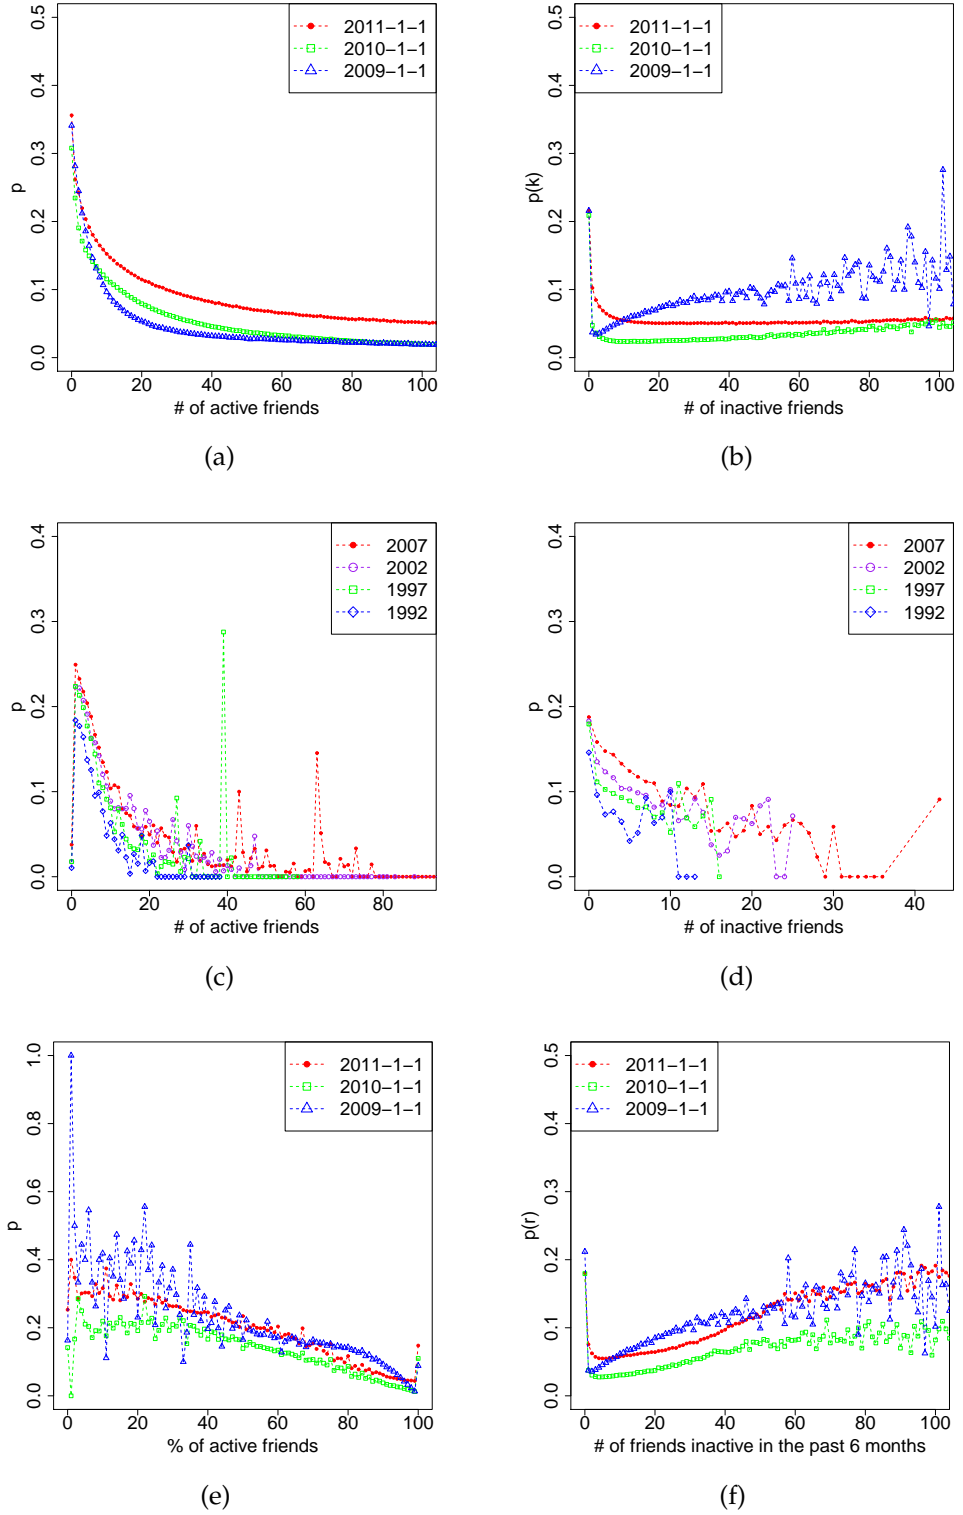 0.0 0.1 0.2 0.3 0.4 0.5
p
2011−1−1
2010−1−1
2009−1−1
0 20 40 60 80 100
# of active friends
(a)
0.0 0.1 0.2 0.3 0.4 0.5
p(k)
2011−1−1
2010−1−1
2009−1−1
0 20 40 60 80 100
# of inactive friends
(b)
0.0 0.1 0.2 0.3 0.4
p
2007
2002
1997
1992
0 20 40 60 80
# of active friends
(c)
0.0 0.1 0.2 0.3 0.4
p
2007
2002
1997
1992
0 10 20 30 40
# of inactive friends
(d)
0.0 0.2 0.4 0.6 0.8 1.0
p
2011−1−1
2010−1−1
2009−1−1
0 20 40 60 80 100
% of active friends
(e)
0.0 0.1 0.2 0.3 0.4 0.5
p(r)
2011−1−1
2010−1−1
2009−1−1
0 20 40 60 80 100
# of friends inactive in the past 6 months
(f)